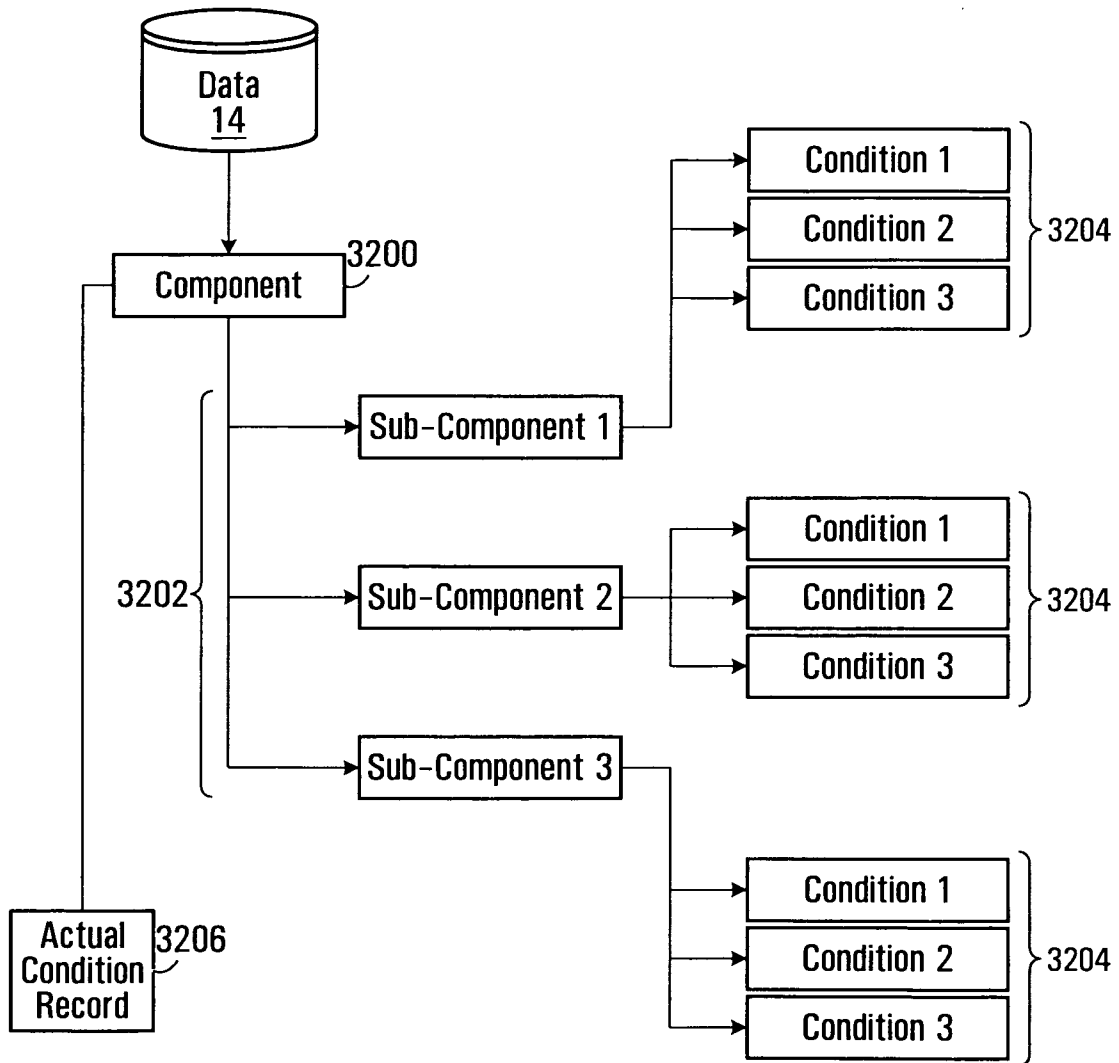 Data
14
3200
Component
Condition 1
Condition 2
Condition 3
3204
Sub-Component 1
3202
Sub-Component 2
Condition 1
Condition 2
Condition 3
3204
Sub-Component 3
Condition 1
Condition 2
Condition 3
3204
Actual
Condition
Record
3206